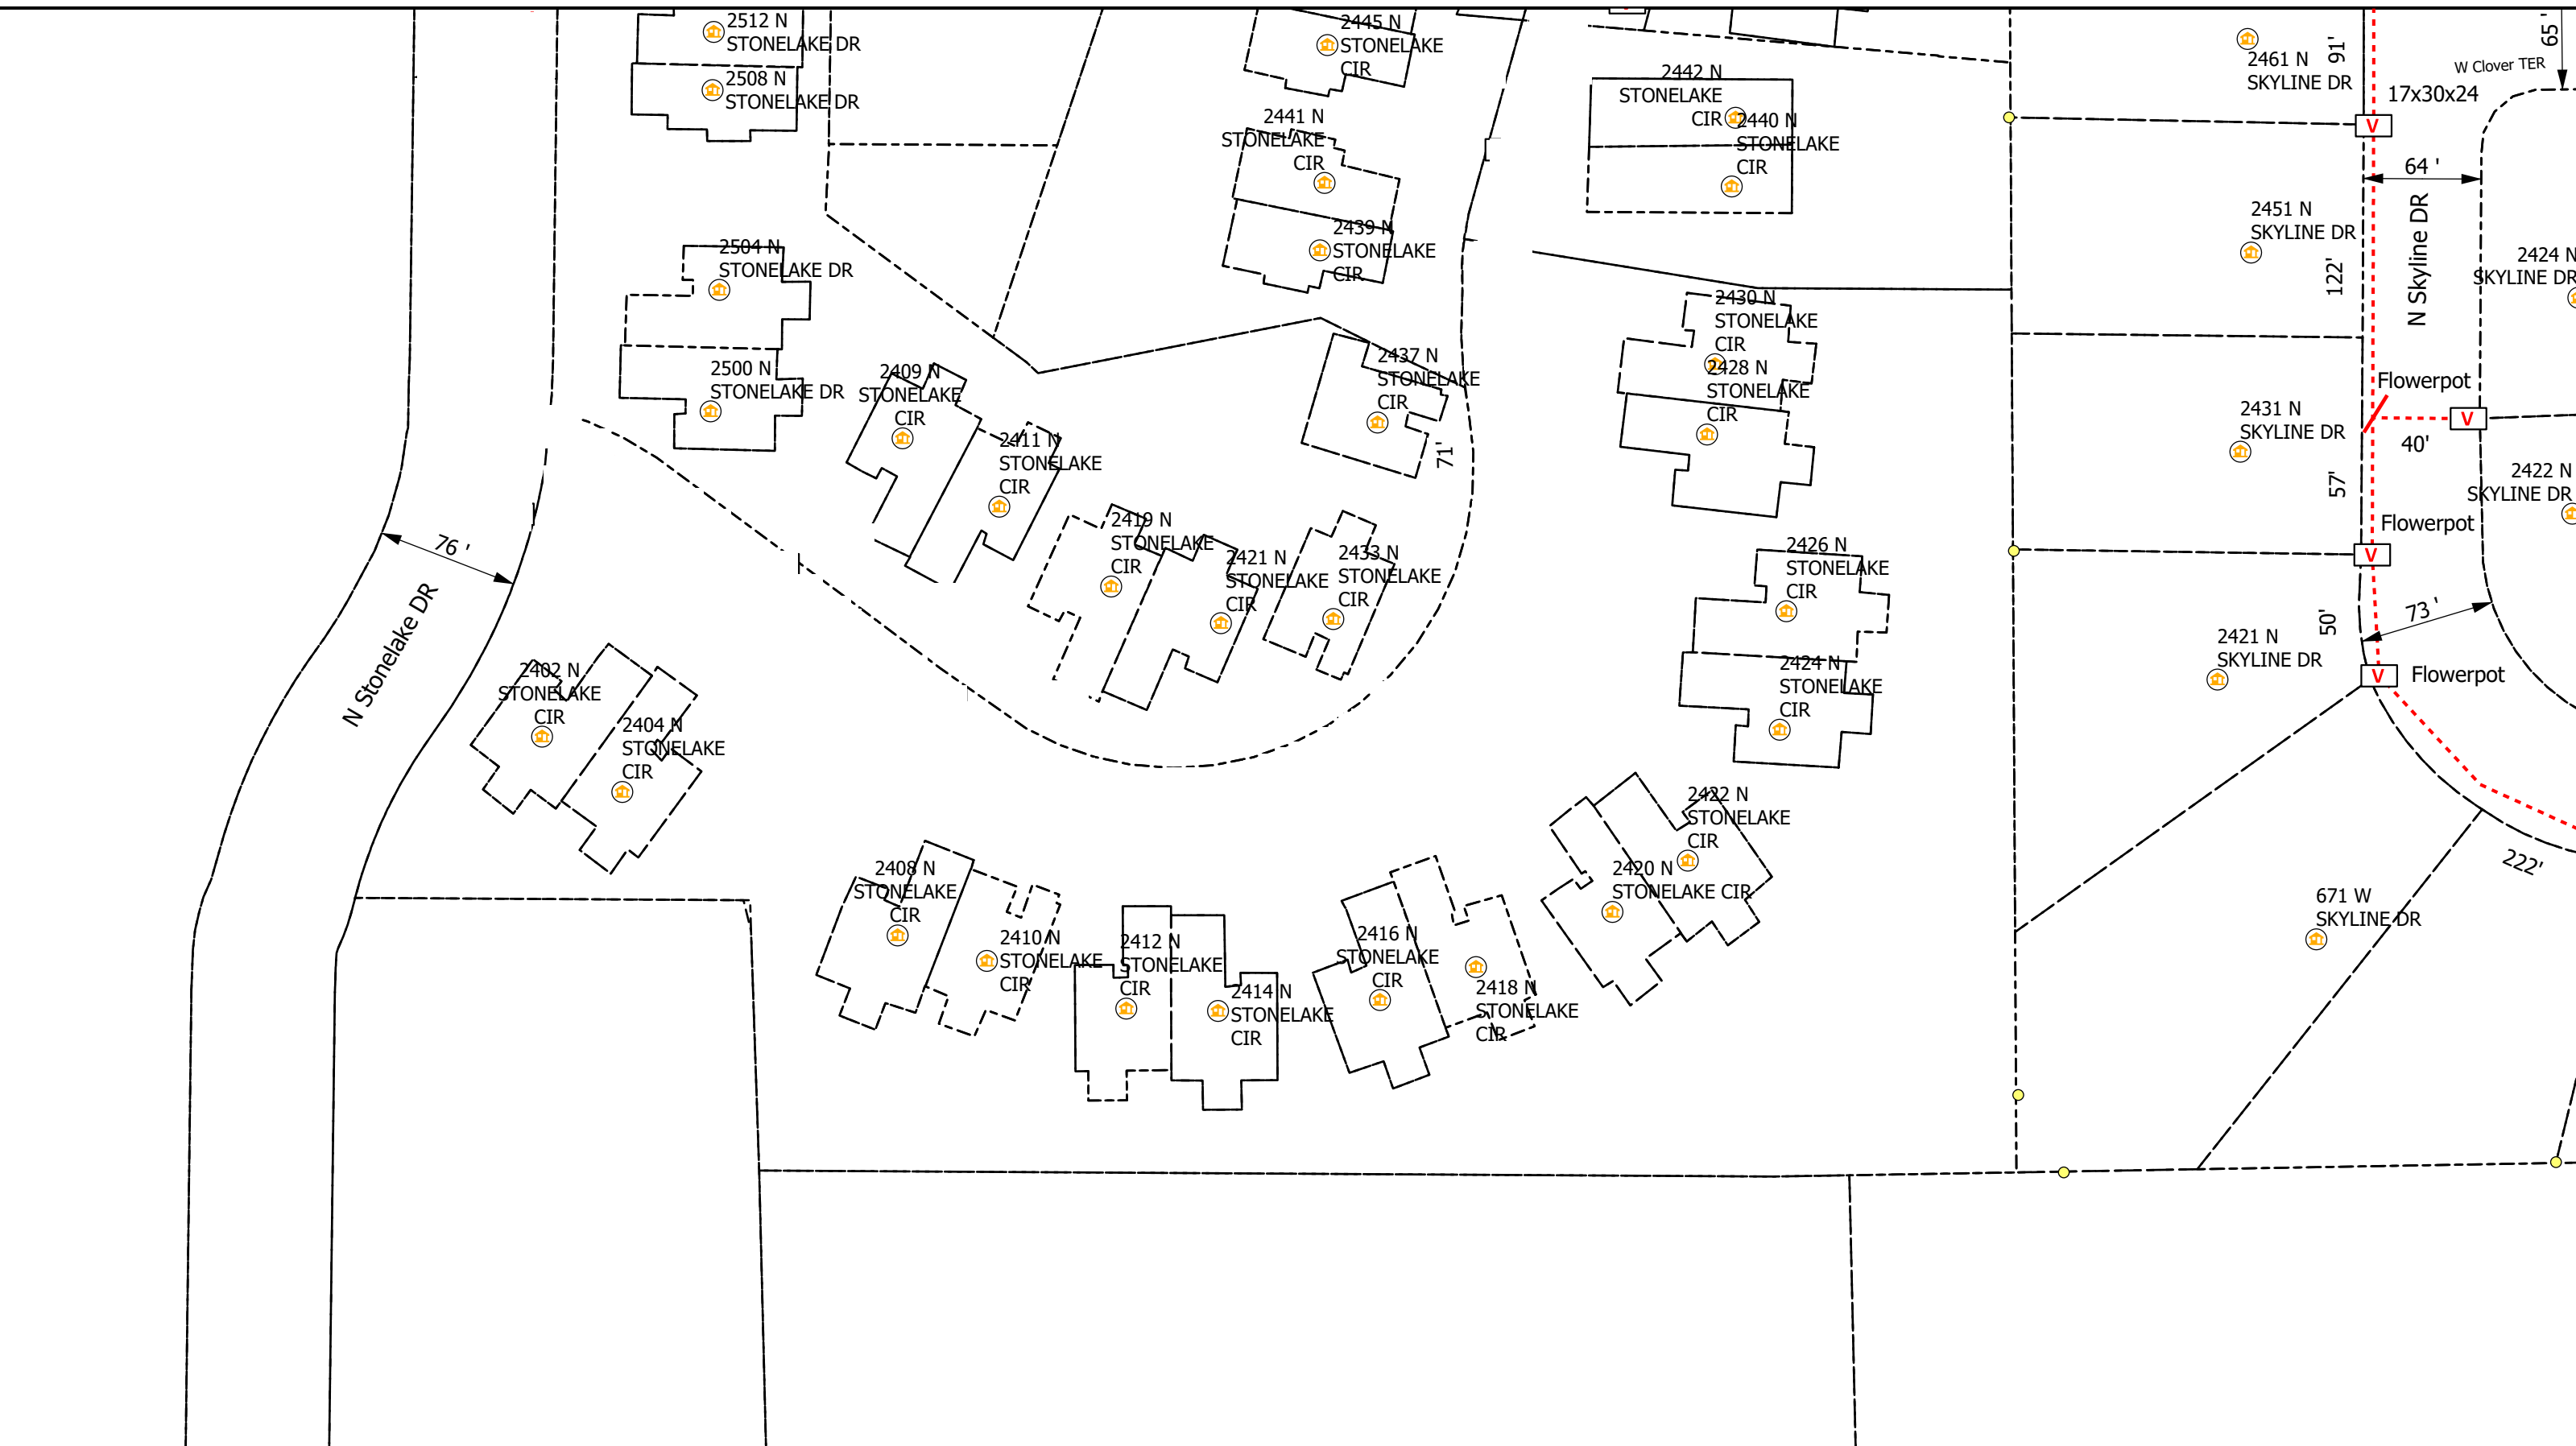 2512 N
STONELAKE DR
2508 N
STONELAKE DR
2445 N
STONELAKE
CIR
2442 N
STONELAKE
CIR
2440 N
STONELAKE
CIR
2441 N
STONELAKE
CIR
2439 N
STONELAKE
CIR
2461 N
SKYLINE DR
91'
W Clover TER
65'
17x30x24
V
64 '
2451 N
SKYLINE DR
122'
N Skyline DR
2424 N
SKYLINE DR
2504 N
STONELAKE DR
2500 N
STONELAKE DR
2409 N
STONELAKE
CIR
2411 N
STONELAKE
CIR
2437 N
STONELAKE
CIR
71'
2430 N
STONELAKE
CIR
2428 N
STONELAKE
CIR
Flowerpot
V
40'
2431 N
SKYLINE DR
57'
2422 N
SKYLINE DR
Flowerpot
V
76 '
N Stonelake DR
2419 N
STONELAKE
CIR
2421 N
STONELAKE
CIR
2433 N
STONELAKE
CIR
2426 N
STONELAKE
CIR
2424 N
STONELAKE
CIR
50'
73 '
2421 N
SKYLINE DR
V
Flowerpot
2402 N
STONELAKE
CIR
2404 N
STONELAKE
CIR
2422 N
STONELAKE
CIR
2420 N
STONELAKE CIR
222'
2408 N
STONELAKE
CIR
2410 N
STONELAKE
CIR
2412 N
STONELAKE
CIR
2414 N
STONELAKE
CIR
2416 N
STONELAKE
CIR
2418 N
STONELAKE
CIR
671 W
SKYLINE DR